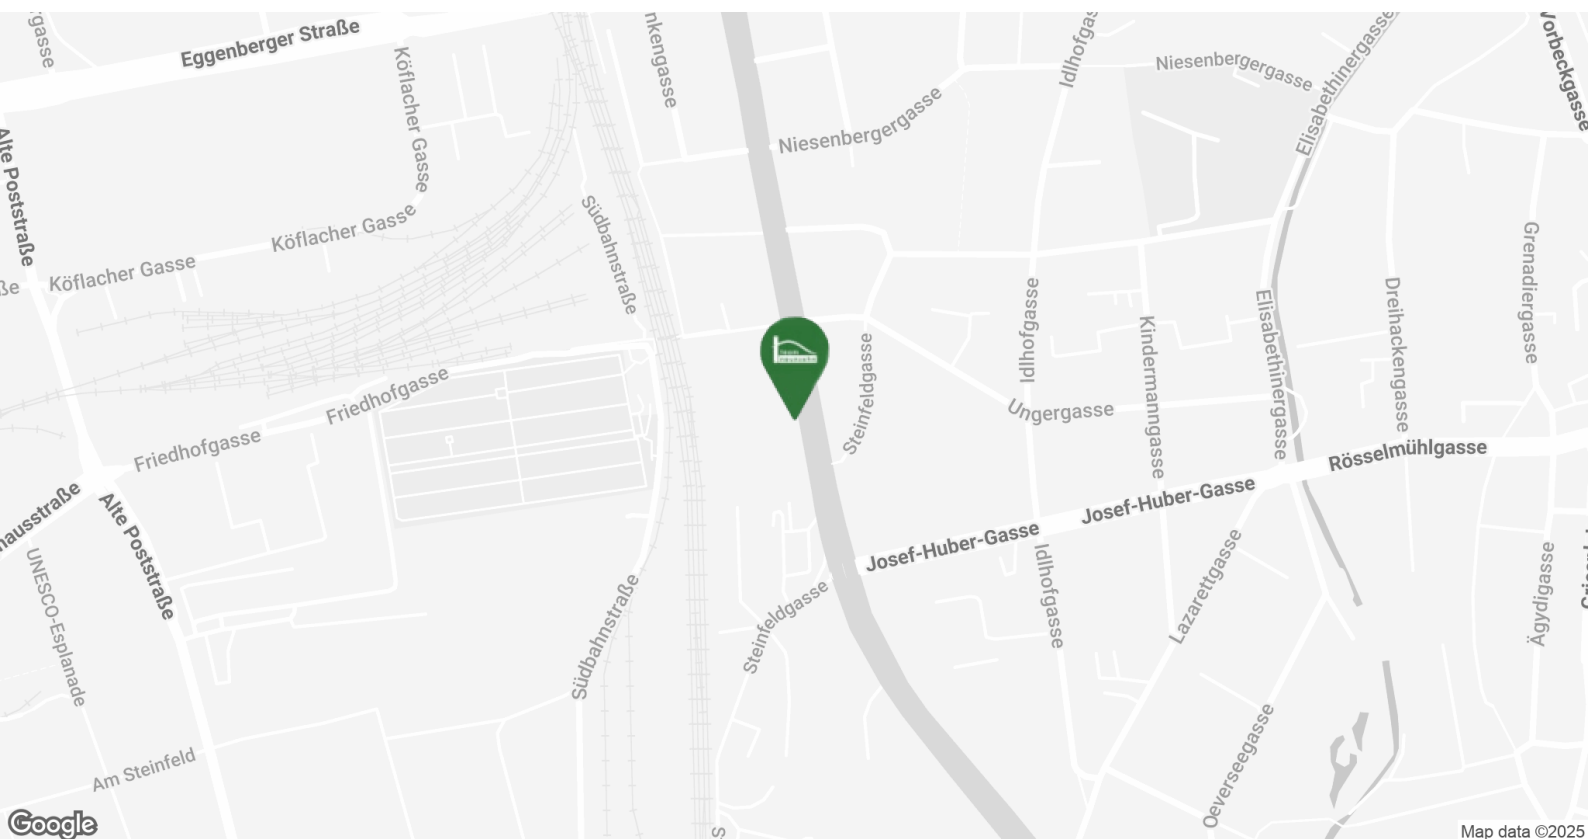 Eggenberger Straße
Köflacher Gasse
Niesenbergergasse
Niesenbergergasse
Elisabethinergasse
Alte Poststraße
Köflacher Gasse
Köflacher Gasse
Südbahnstraße
Idlhofgasse
Kindermanngasse
Elisabethinergasse
Dreihackengasse
Grenadiergasse
Steinfeldgasse
Friedhofgasse
Ungergasse
Friedhofgasse
Rösselmühlgasse
Josef-Huber-Gasse
Josef-Huber-Gasse
Alte Poststraße
UNESCO-Esplanade
Südbahnstraße
Steinfeldgasse
Idlhofgasse
Lazarettgasse
Ägydigasse
Oeverseegasse
Am Steinfeld
Google
Map data ©2025